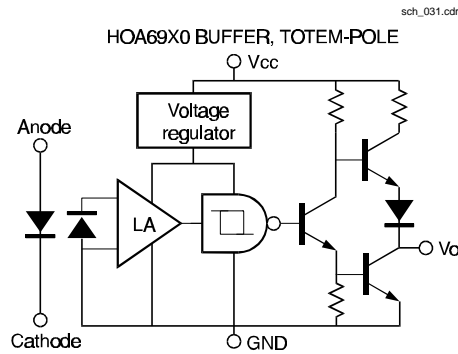 sch_031.cdr
HOA69X0 BUFFER, TOTEM-POLE
Vcc
Voltage
regulator
Anode
LA
Vo
Cathode
GND